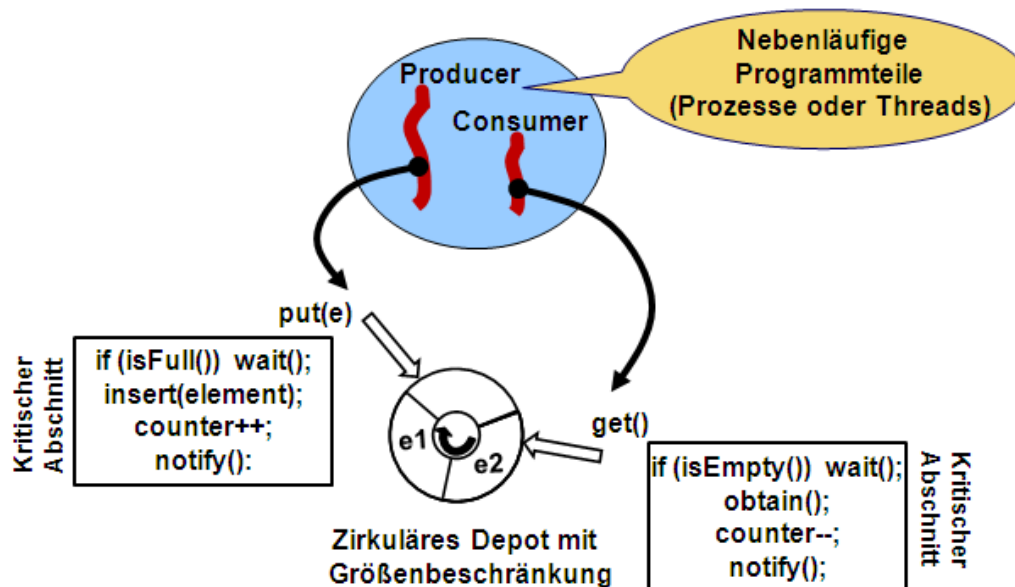 Nebenläufige
Programmteile
(Prozesse oder Threads)
Producer
Consumer
put(e)
Kritischer
Abschnitt
if (isFull()) wait();
insert(element);
counter++;
notify():
e1
e2
get()
if (isEmpty()) wait();
obtain();
counter--;
notify();
Kritischer
Abschnitt
Zirkuläres Depot mit
Größenbeschränkung